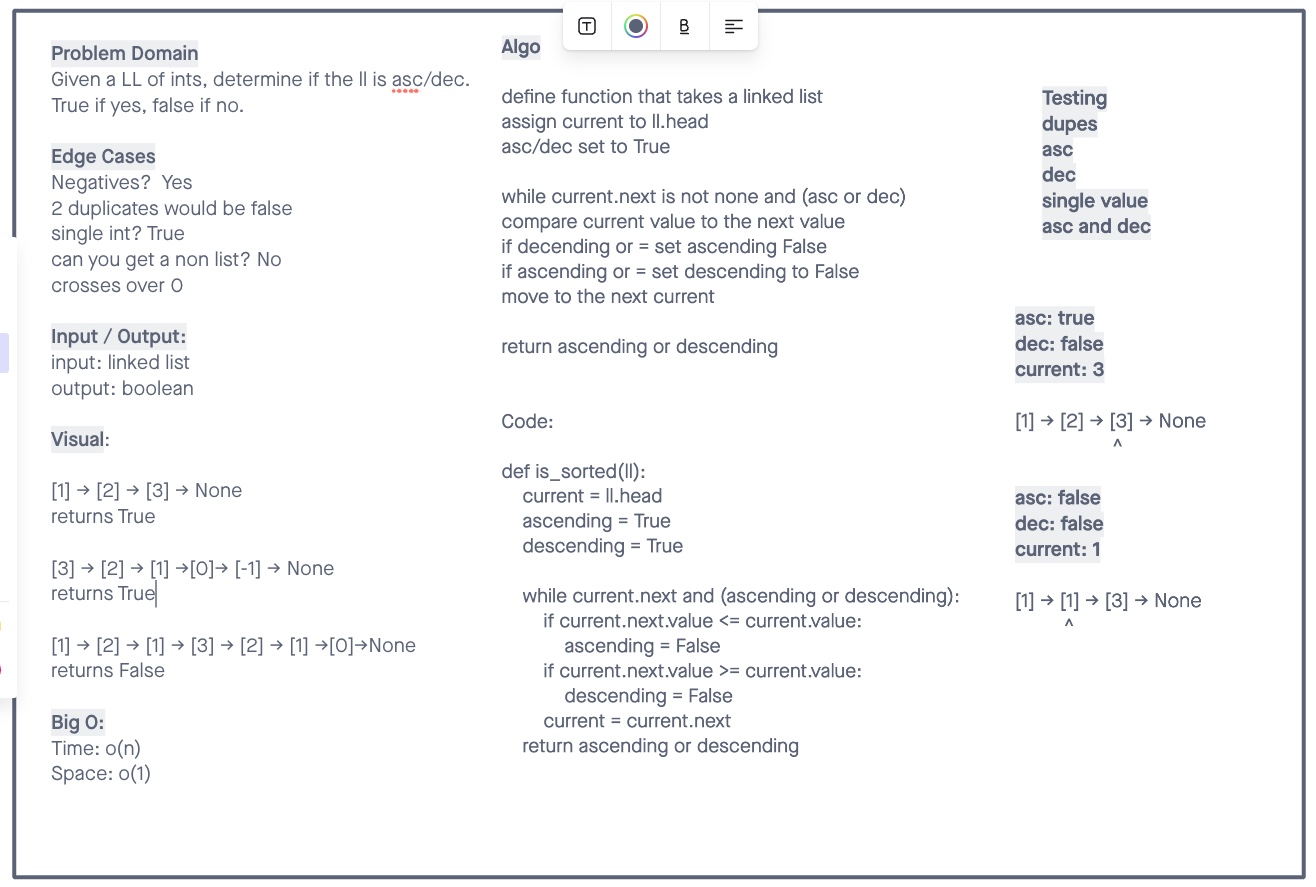 Problem Domain
Given a LL of ints, determine if the ll is asc/dec.
True if yes, false if no.
Edge Cases
Negatives?  Yes
2 duplicates would be false
single int? True
can you get a non list? No
crosses over 0
Input / Output:
input: linked list
output: boolean
Visual:
[1] → [2] → [3] → None
returns True
[3] → [2] → [1] →[0]→ [-1] → None
returns True
[1] → [2] → [1] → [3] → [2] → [1] →[0]→None
returns False
Big O:
Time: o(n)
Space: o(1)
T
B
Algo
define function that takes a linked list
assign current to ll.head
asc/dec set to True
while current.next is not none and (asc or dec)
compare current value to the next value
if decending or = set ascending False
if ascending or = set descending to False
move to the next current
return ascending or descending
Code:
def is_sorted(ll):
    current = ll.head
    ascending = True
    descending = True
    while current.next and (ascending or descending):
        if current.next.value <= current.value:
            ascending = False
        if current.next.value >= current.value:
            descending = False
        current = current.next
    return ascending or descending
Testing
dupes
asc
dec
single value
asc and dec
asc: true
dec: false
current: 3
[1] → [2] → [3] → None
^
asc: false
dec: false
current: 1
[1] → [1] → [3] → None
^